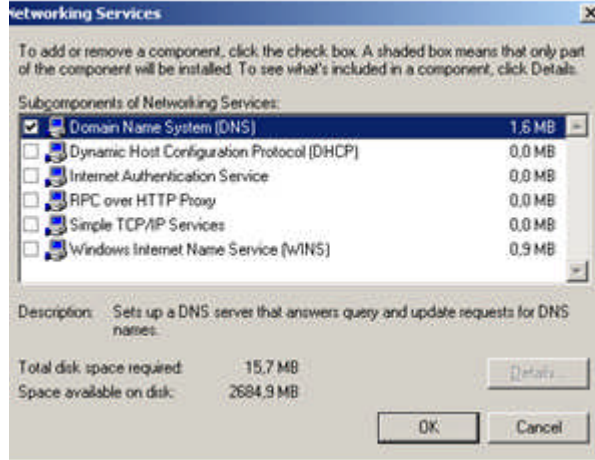 etworking Services
To add or remove a component, click the check box. A shaded box means that only part
of the component will be installed. To see what's included in a component, click Details.
Subcomponents of Networking Services:
Domain Name System (DNS) 1,6 MB
Dynamic Host Configuration Protocol (DHCP) 0,0 MB
Internet Authentication Service 0,0 MB
RPC over HTTP Proxy 0,0 MB
Simple TCP/IP Services 0,0 MB
Windows Internet Name Service (WINS) 0,9 MB
Description: Sets up a DNS server that answers query and update requests for DNS
names.
Total disk space required: 15,7 MB
Space available on disk: 2684,9 MB
Details...
OK Cancel